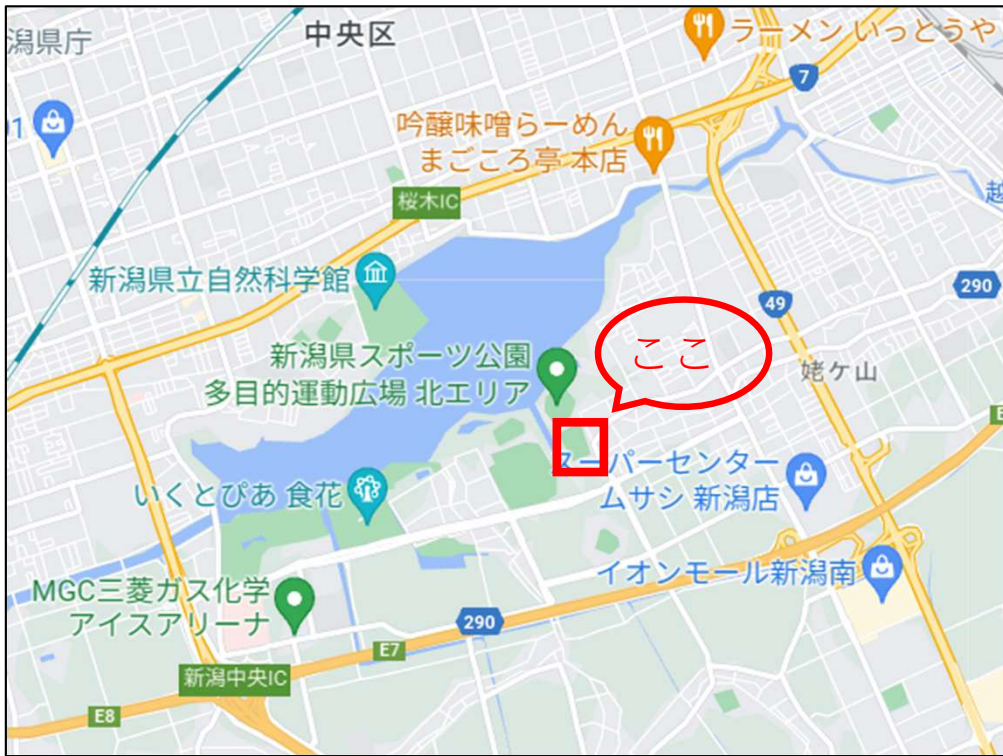 潟県庁
中央区
ラーメン いっとうや
7
吟醸味噌らーめん
まごころ亭 本店
桜木IC
新潟県立自然科学館
290
49
ここ
新潟県スポーツ公園
多目的運動広場 北エリア
姥ケ山
スーパーセンター
ムサシ 新潟店
いくとぴあ 食花
イオンモール新潟南
MGC三菱ガス化学
アイスアリーナ
290
E7
新潟中央IC
E8